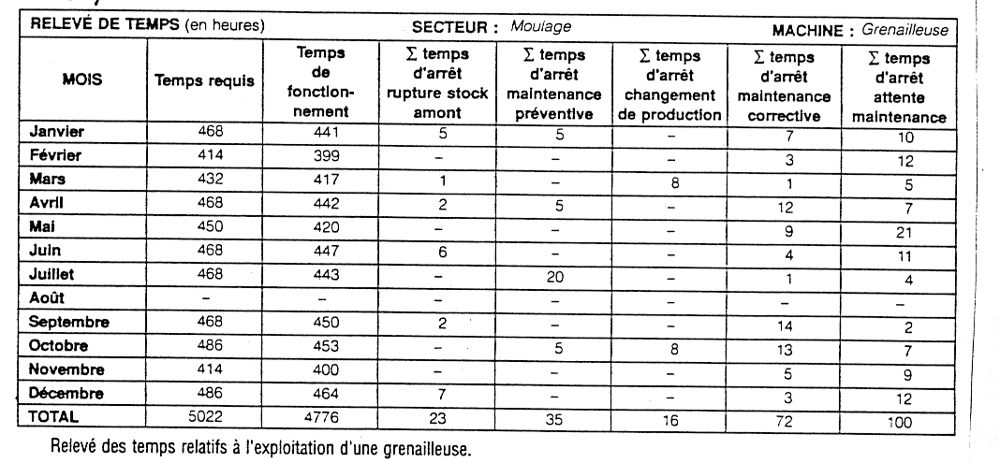 RELEVÉ DE TEMPS (en heures) SECTEUR : Moulage MACHINE : Grenailleuse
MOIS Temps requis Temps de fonction-nement Σ temps d'arrêt rupture stock amont Σ temps d'arrêt maintenance préventive Σ temps d'arrêt changement de production Σ temps d'arrêt maintenance corrective Σ temps d'arrêt attente maintenance
Janvier 468 441 5 5 – 7 10
Février 414 399 – – – 3 12
Mars 432 417 1 – 8 1 5
Avril 468 442 2 5 – 12 7
Mai 450 420 – – – 9 21
Juin 468 447 6 – – 4 11
Juillet 468 443 – 20 – 1 4
Août – – – – – – –
Septembre 468 450 2 – – 14 2
Octobre 486 453 – 5 8 13 7
Novembre 414 400 – – – 5 9
Décembre 486 464 7 – – 3 12
TOTAL 5022 4776 23 35 16 72 100
Relevé des temps relatifs à l'exploitation d'une grenailleuse.